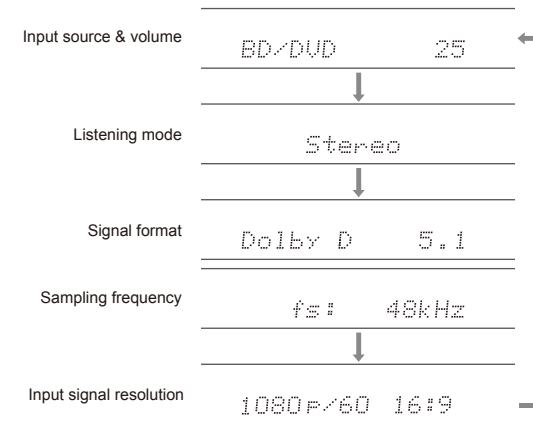 Input source & volume
BD/DVD 25
Listening mode
Stereo
Signal format
Dolby D 5.1
Sampling frequency
fs: 48kHz
Input signal resolution
1080p/60 16:9